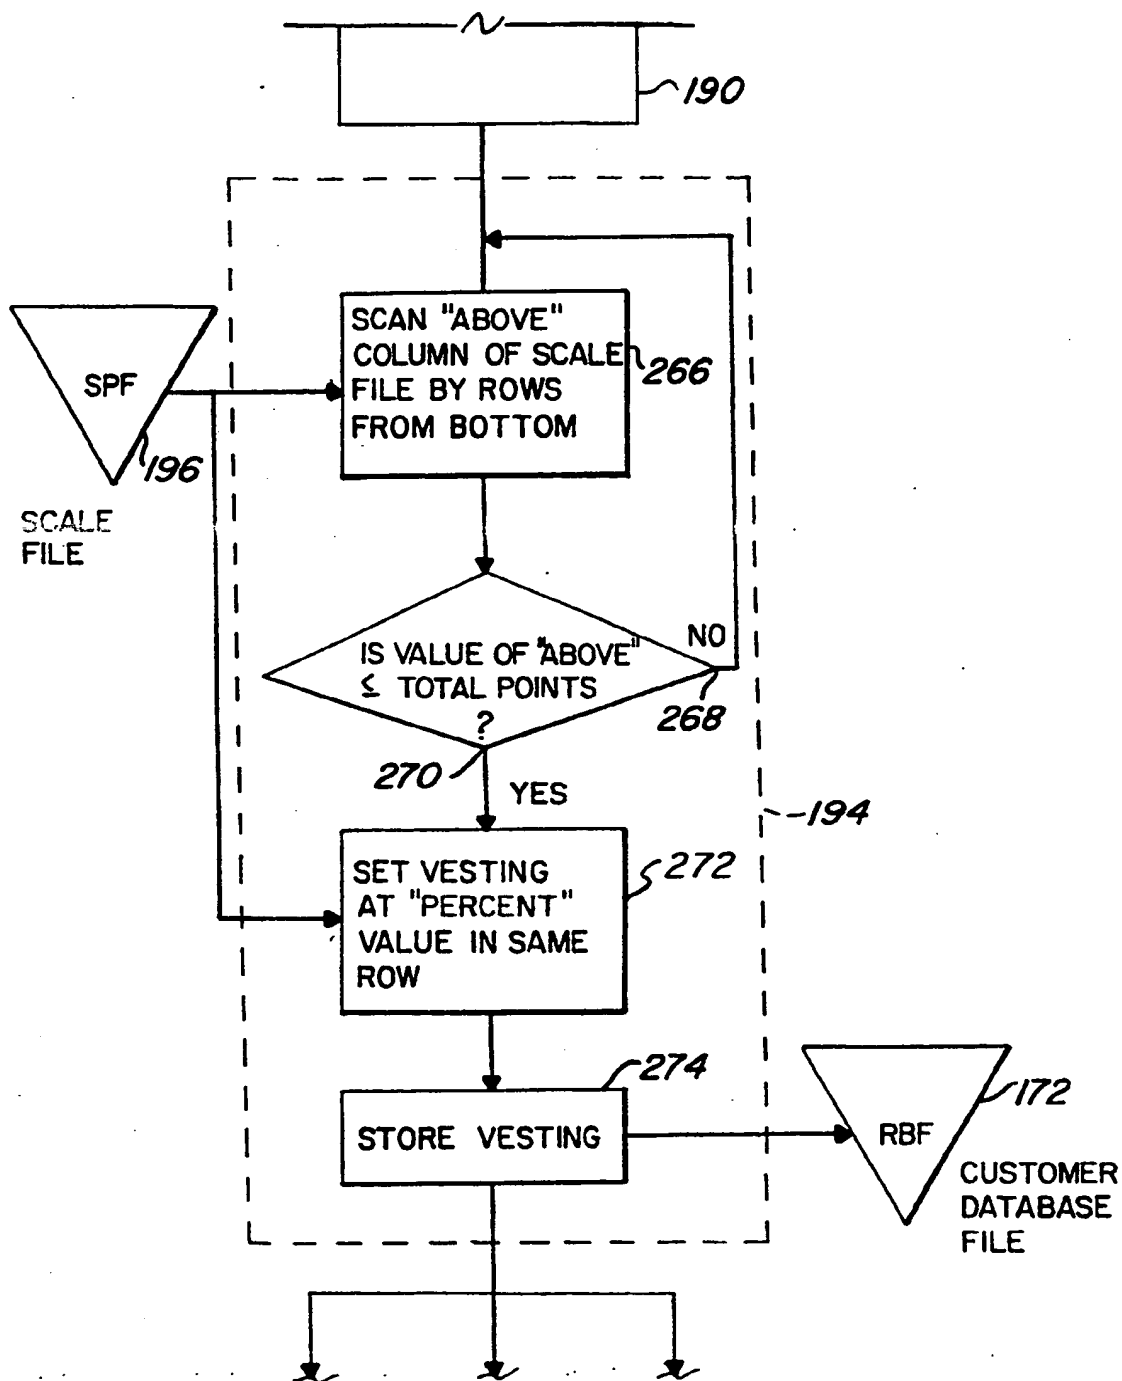 190
SCAN "ABOVE"
COLUMN OF SCALE
FILE BY ROWS
FROM BOTTOM
266
SPF
196
SCALE
FILE
IS VALUE OF "ABOVE"
≤ TOTAL POINTS
?
NO
268
270
YES
194
SET VESTING
AT "PERCENT"
VALUE IN SAME
ROW
272
274
STORE VESTING
RBF
172
CUSTOMER
DATABASE
FILE